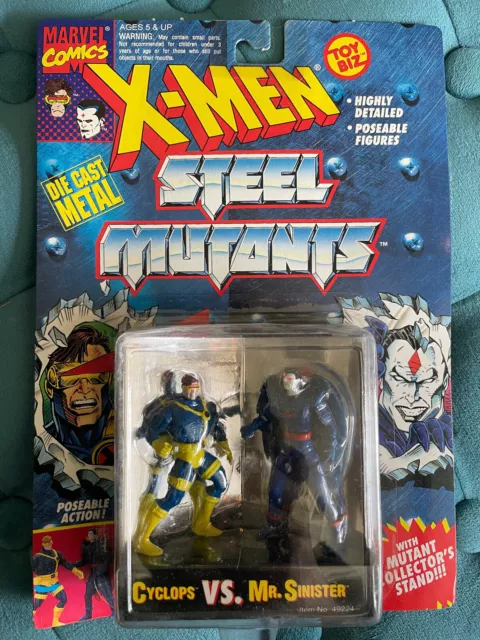 MARVEL
COMICS
AGES 5 & UP
WARNING, May contain small parts.
Not recommended for children under 3
years of age or for those who still put
objects in their mouths.
X-MEN®
TOY
BIZ
• HIGHLY
DETAILED
• POSEABLE
FIGURES
DIE CAST
METAL
STEEL
MUTANTS™
POSEABLE
ACTION!
WITH
MUTANT
COLLECTOR'S
STAND!!!
CYCLOPS VS. MR. SINISTER
Item No. 49224